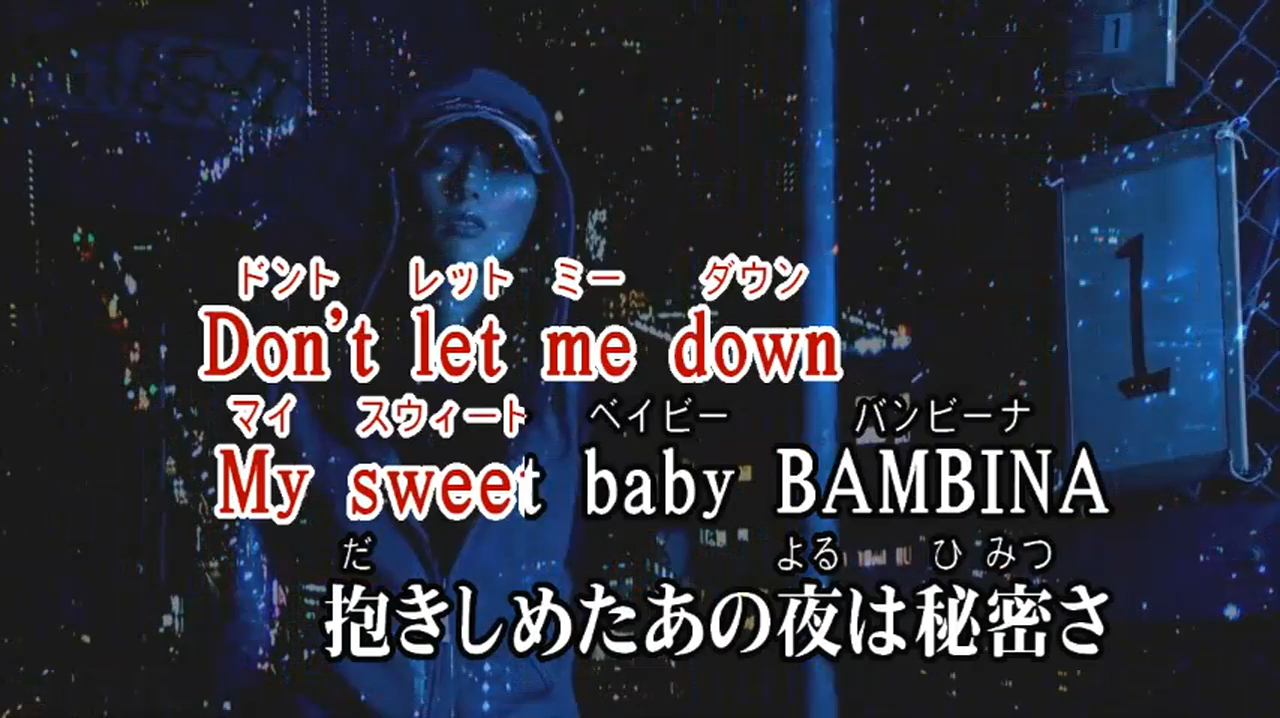 1
1
ドント レット ミー ダウン
Don't let me down
マイ スウィート ベイビー バンビーナ
My sweet baby BAMBINA
だ よる ひ みつ
抱きしめたあの夜は秘密さ